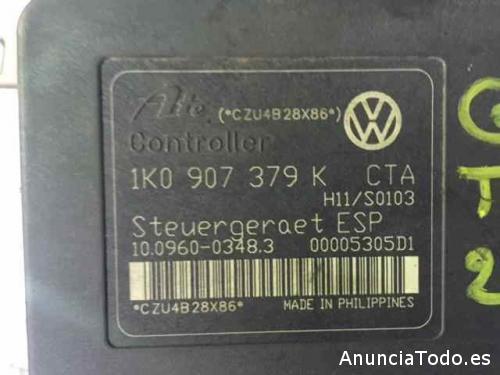 Ate (*CZU4B28X86*)
Controller
1K0 907 379 K CTA
H11/S0103
Steuergeraet ESP
10.0960-0348.3 00005305D1
*CZU4B28X86* MADE IN PHILIPPINES
G
T
2
AnunciaTodo.es